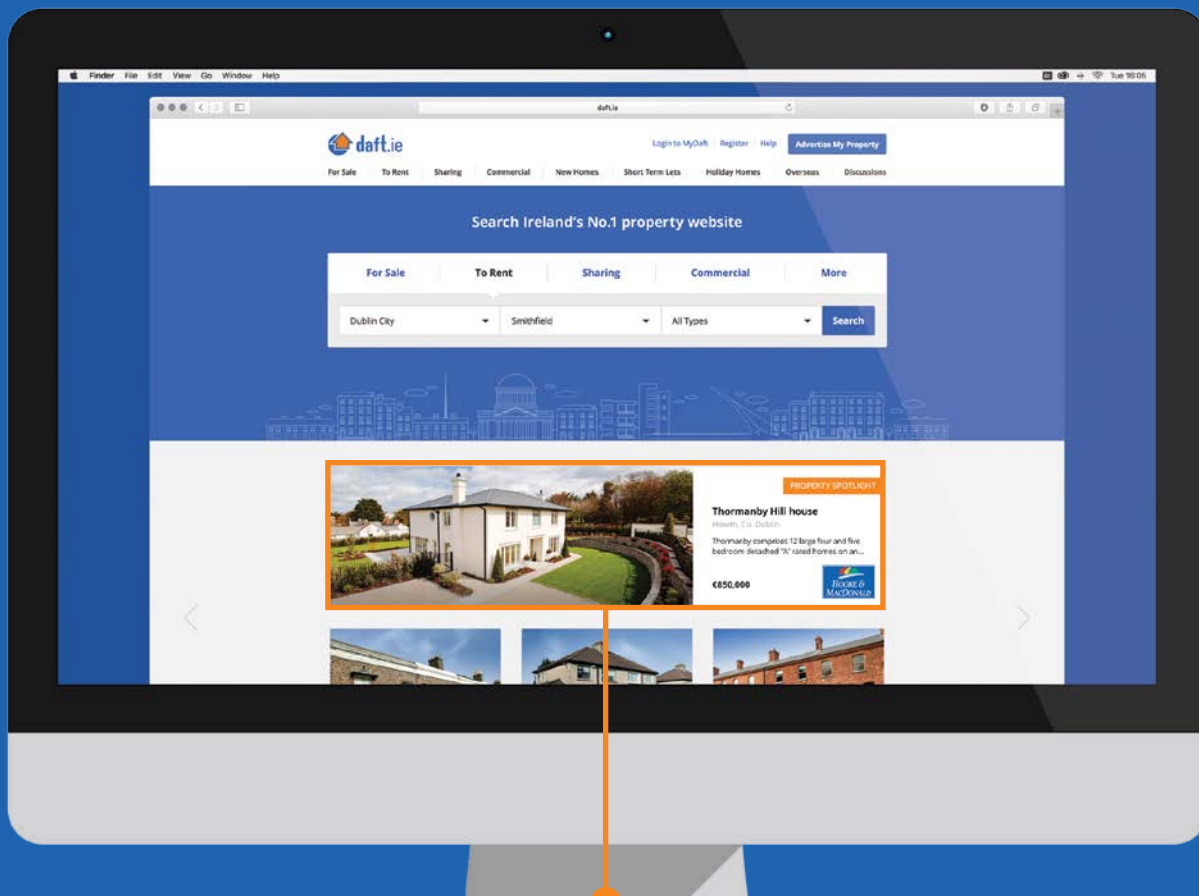 Finder File Edit View Go Window Help
Tue 16:05
daft.ie
daft.ie
Login to MyDaft Register Help Advertise My Property
For Sale To Rent Sharing Commercial New Homes Short Term Lets Holiday Homes Overseas Discussions
Search Ireland's No.1 property website
For Sale To Rent Sharing Commercial More
Dublin City Smithfield All Types Search
PROPERTY SPOTLIGHT
Thormanby Hill house
Howth, Co. Dublin
Thormanby comprises 12 large four and five
bedroom detached "A" rated homes on an...
€850,000
HOOKE &
MACDONALD